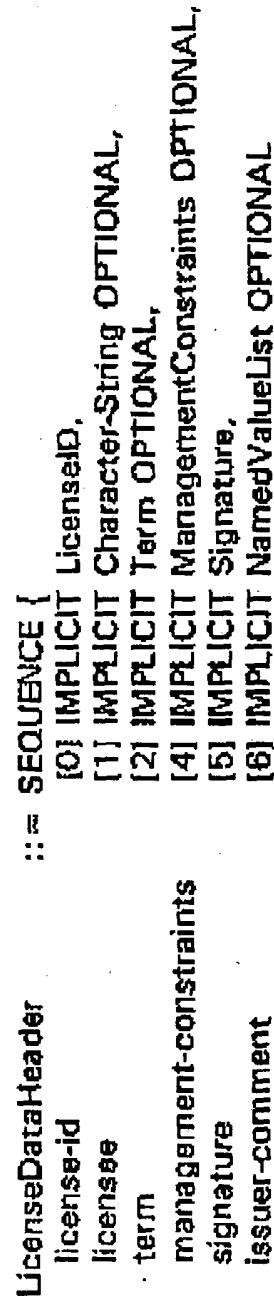 LicenseDataHeader ::= SEQUENCE {
license-id [0] IMPLICIT LicenseID,
licensee [1] IMPLICIT Character-String OPTIONAL,
term [2] IMPLICIT Term OPTIONAL,
management-constraints [4] IMPLICIT ManagementConstraints OPTIONAL,
signature [5] IMPLICIT Signature,
issuer-comment [6] IMPLICIT NamedValueList OPTIONAL